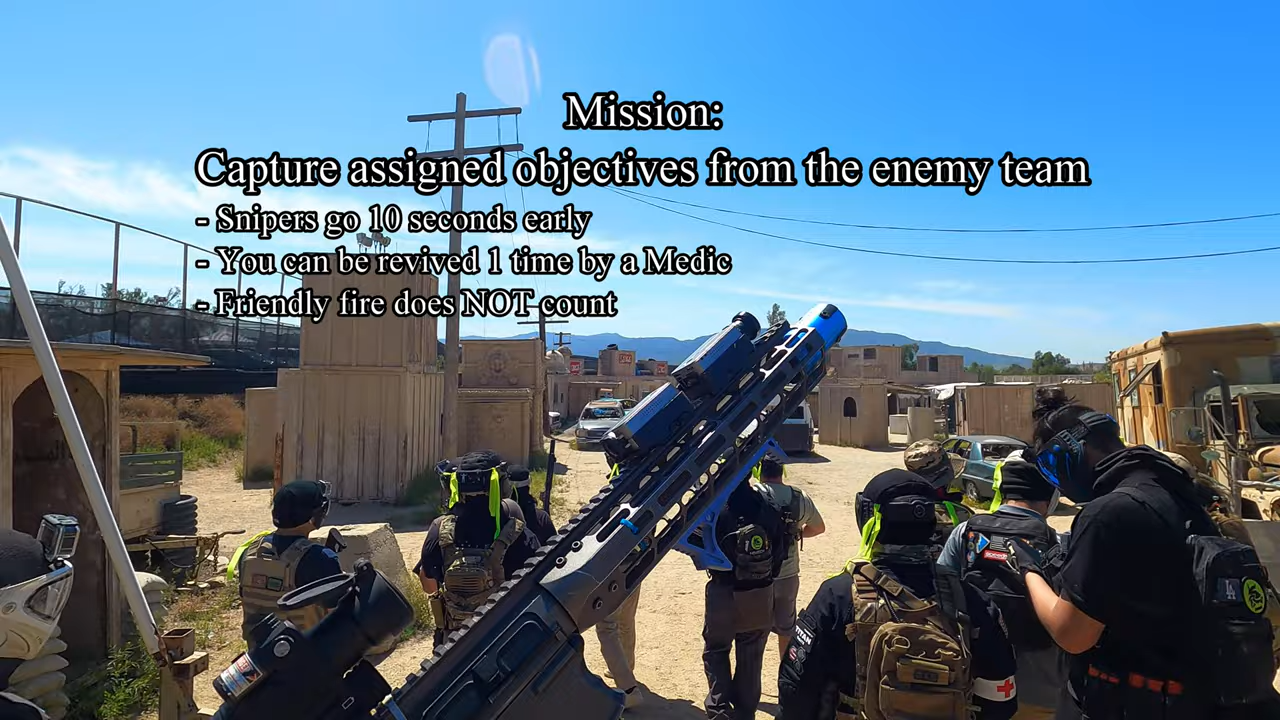 Mission:
Capture assigned objectives from the enemy team
- Snipers go 10 seconds early
- You can be revived 1 time by a Medic
- Friendly fire does NOT count